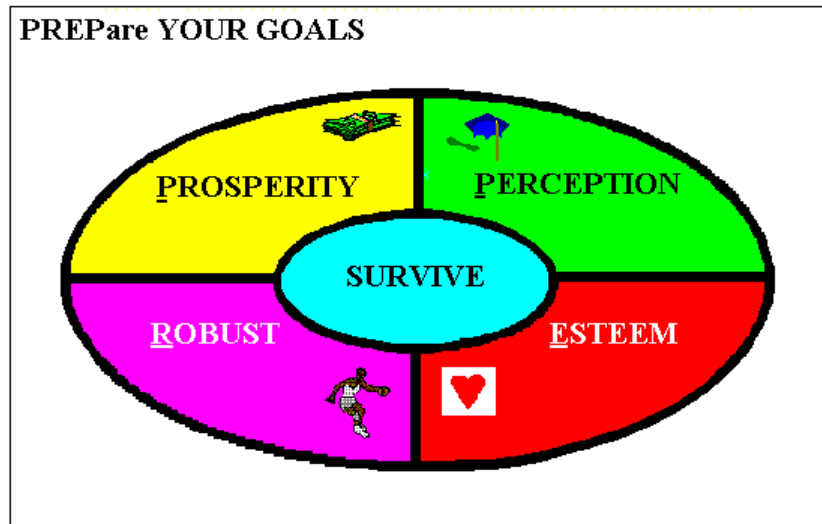 PREPare YOUR GOALS
PROSPERITY
PERCEPTION
SURVIVE
ROBUST
ESTEEM